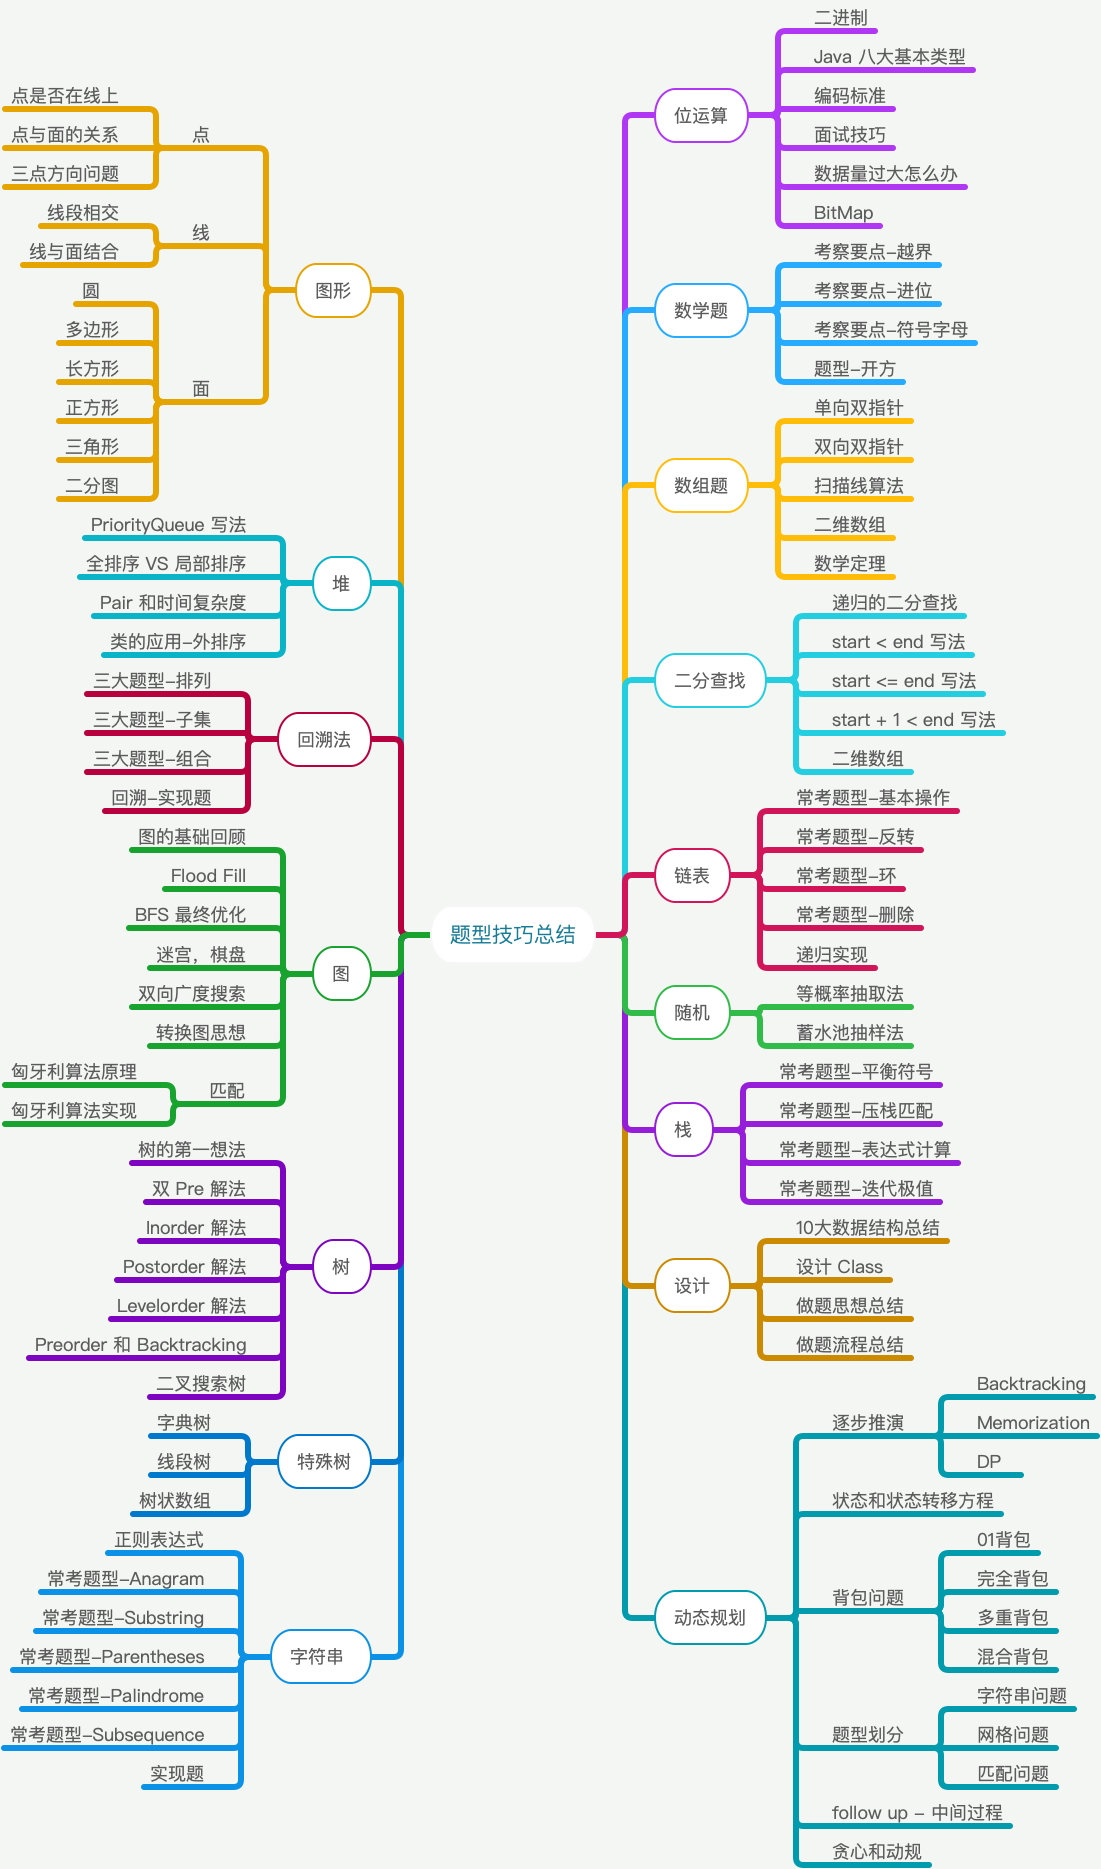 题型技巧总结
位运算
二进制
Java 八大基本类型
编码标准
面试技巧
数据量过大怎么办
BitMap
数学题
考察要点-越界
考察要点-进位
考察要点-符号字母
题型-开方
数组题
单向双指针
双向双指针
扫描线算法
二维数组
数学定理
二分查找
递归的二分查找
start < end 写法
start <= end 写法
start + 1 < end 写法
二维数组
链表
常考题型-基本操作
常考题型-反转
常考题型-环
常考题型-删除
递归实现
随机
等概率抽取法
蓄水池抽样法
栈
常考题型-平衡符号
常考题型-压栈匹配
常考题型-表达式计算
常考题型-迭代极值
设计
10大数据结构总结
设计 Class
做题思想总结
做题流程总结
动态规划
逐步推演
Backtracking
Memorization
DP
状态和状态转移方程
背包问题
01背包
完全背包
多重背包
混合背包
题型划分
字符串问题
网格问题
匹配问题
follow up - 中间过程
贪心和动规
图形
点
点是否在线上
点与面的关系
三点方向问题
线
线段相交
线与面结合
面
圆
多边形
长方形
正方形
三角形
二分图
堆
PriorityQueue 写法
全排序 VS 局部排序
Pair 和时间复杂度
类的应用-外排序
回溯法
三大题型-排列
三大题型-子集
三大题型-组合
回溯-实现题
图
图的基础回顾
Flood Fill
BFS 最终优化
迷宫，棋盘
双向广度搜索
转换图思想
匹配
匈牙利算法原理
匈牙利算法实现
树
树的第一想法
双 Pre 解法
Inorder 解法
Postorder 解法
Levelorder 解法
Preorder 和 Backtracking
二叉搜索树
特殊树
字典树
线段树
树状数组
字符串
正则表达式
常考题型-Anagram
常考题型-Substring
常考题型-Parentheses
常考题型-Palindrome
常考题型-Subsequence
实现题